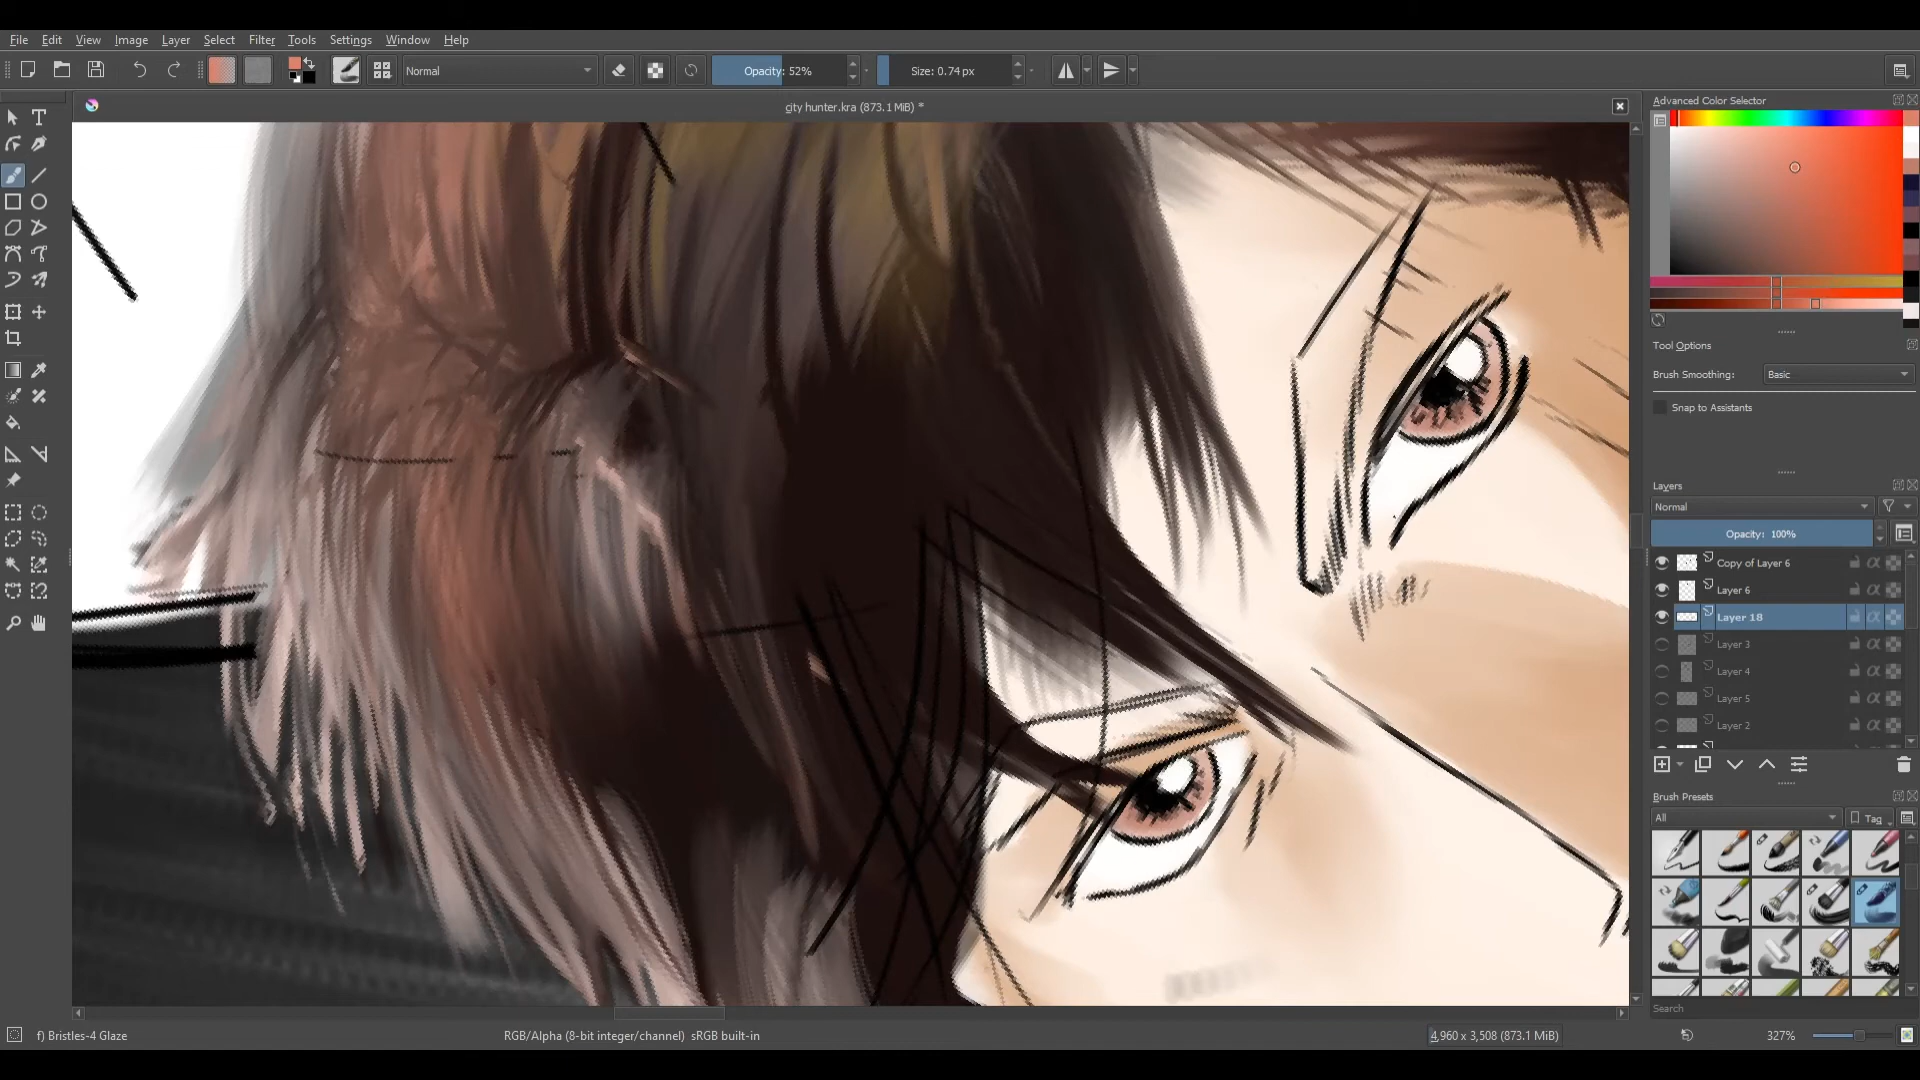 File Edit View Image Layer Select Filter Tools Settings Window Help
Normal
Opacity: 52%
Size: 0.74 px
city hunter.kra (873.1 MiB) *
Advanced Color Selector
Tool Options
Brush Smoothing:
Basic
Snap to Assistants
Layers
Normal
Opacity: 100%
Copy of Layer 6
Layer 6
Layer 18
Layer 3
Layer 4
Layer 5
Layer 2
Brush Presets
All
Tag
Search
f) Bristles-4 Glaze
RGB/Alpha (8-bit integer/channel) sRGB built-in
4,960 x 3,508 (873.1 MiB)
327%